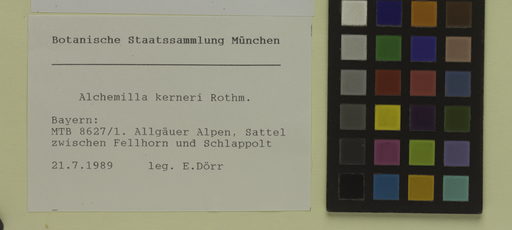 Botanische Staatssammlung München
Alchemilla kerneri Rothm.
Bayern:
MTB 8627/1. Allgäuer Alpen, Sattel
zwischen Fellhorn und Schlappolt
21.7.1989 leg. E.Dörr